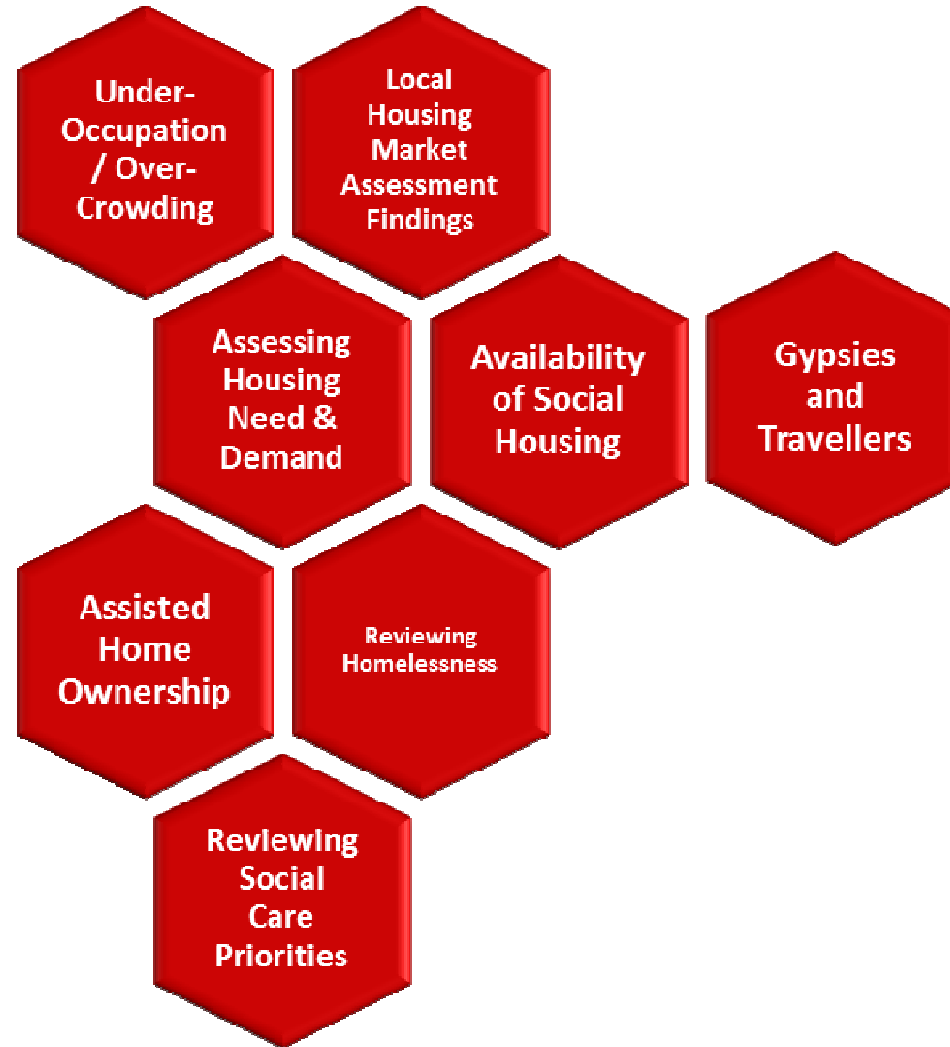 Under-
Occupation
/ Over-
Crowding
Local
Housing
Market
Assessment
Findings
Assessing
Housing
Need &
Demand
Availability
of Social
Housing
Gypsies
and
Travellers
Assisted
Home
Ownership
Reviewing
Homelessness
Reviewing
Social
Care
Priorities